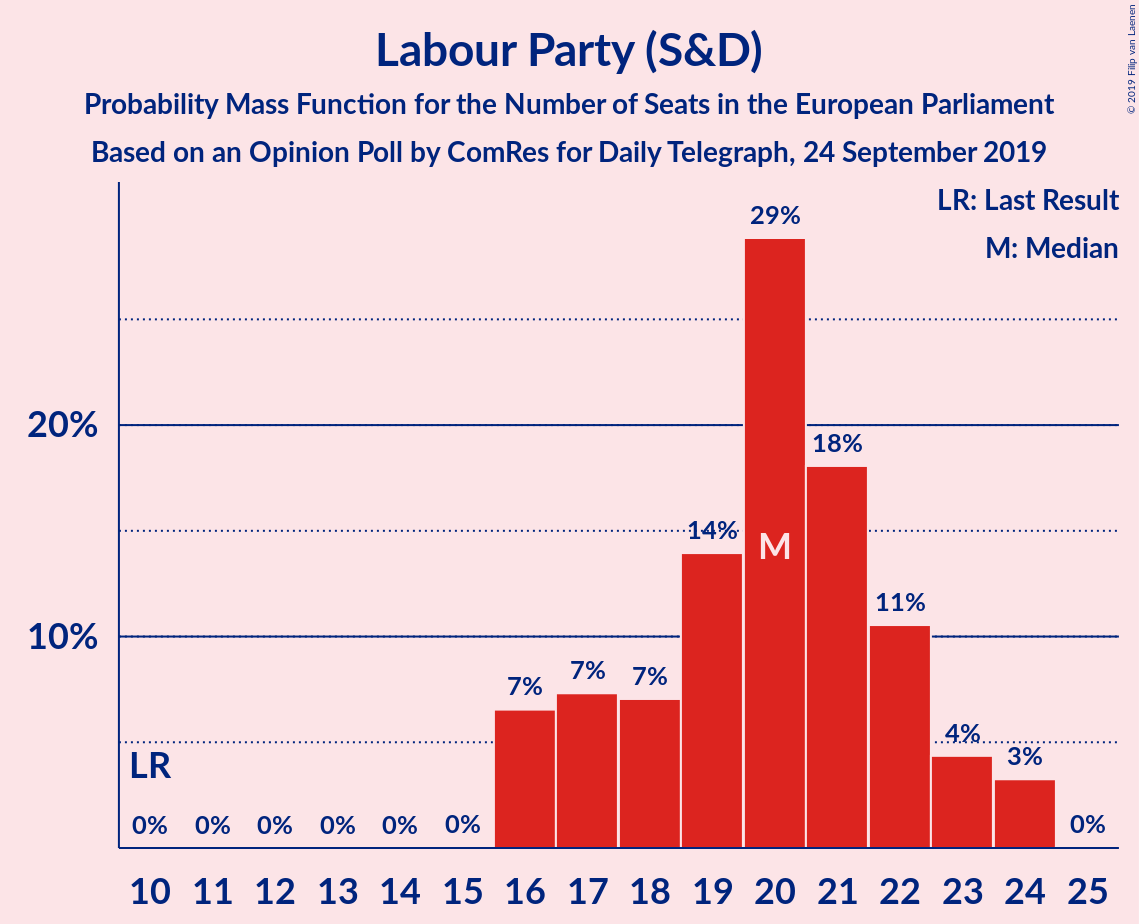 Labour Party (S&D)
Probability Mass Function for the Number of Seats in the European Parliament
Based on an Opinion Poll by ComRes for Daily Telegraph, 24 September 2019
© 2019 Filip van Laenen
LR: Last Result
M: Median
29%
20%
18%
14%
M
11%
10%
7%
7%
7%
4%
3%
LR
0%
0%
0%
0%
0%
0%
0%
10 11 12 13 14 15 16 17 18 19 20 21 22 23 24 25